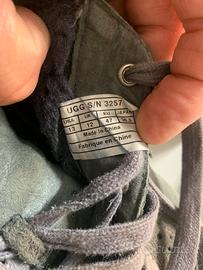 UGG S/N 3257
USA UK EU JAPAN
13 12 47
Made in China
Fabriqué en Chine